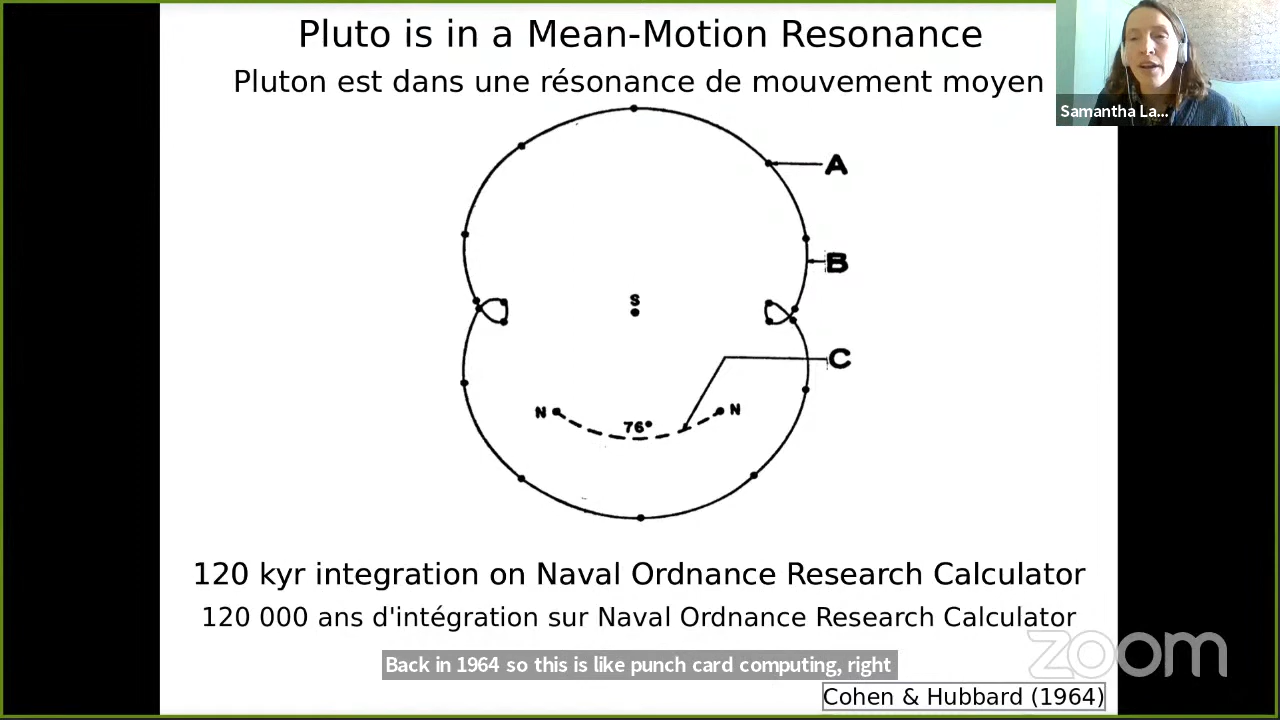 Pluto is in a Mean-Motion Resonance
Pluton est dans une résonance de mouvement moyen
Samantha La...
A
B
S
C
N
76°
N
120 kyr integration on Naval Ordnance Research Calculator
120 000 ans d'intégration sur Naval Ordnance Research Calculator
zoom
Back in 1964 so this is like punch card computing, right
Cohen & Hubbard (1964)